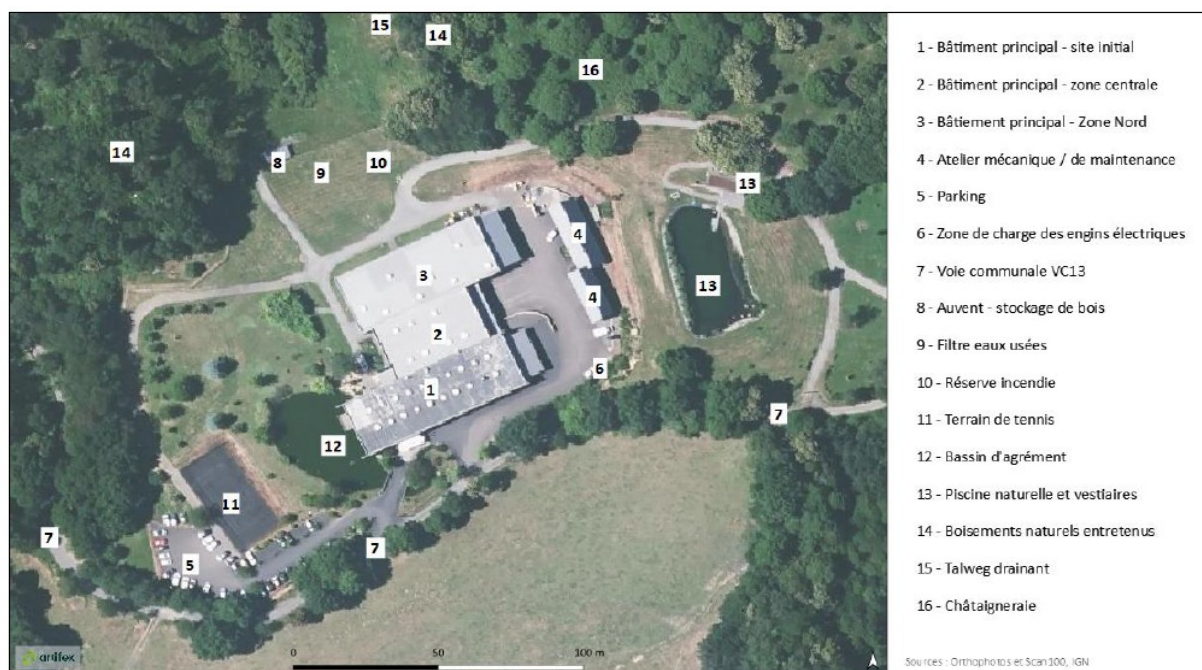 15
14
16
14
8
9
10
13
4
3
13
4
2
6
1
7
12
11
7
7
5
artifex
0 50 100 m
1 - Bâtiment principal - site initial
2 - Bâtiment principal - zone centrale
3 - Bâtiement principal - Zone Nord
4 - Atelier mécanique / de maintenance
5 - Parking
6 - Zone de charge des engins électriques
7 - Voie communale VC13
8 - Auvent - stockage de bois
9 - Filtre eaux usées
10 - Réserve incendie
11 - Terrain de tennis
12 - Bassin d'agrément
13 - Piscine naturelle et vestiaires
14 - Boisements naturels entretenus
15 - Talweg drainant
16 - Châtaigneraie
Sources : Orthophotos et Scan100, IGN